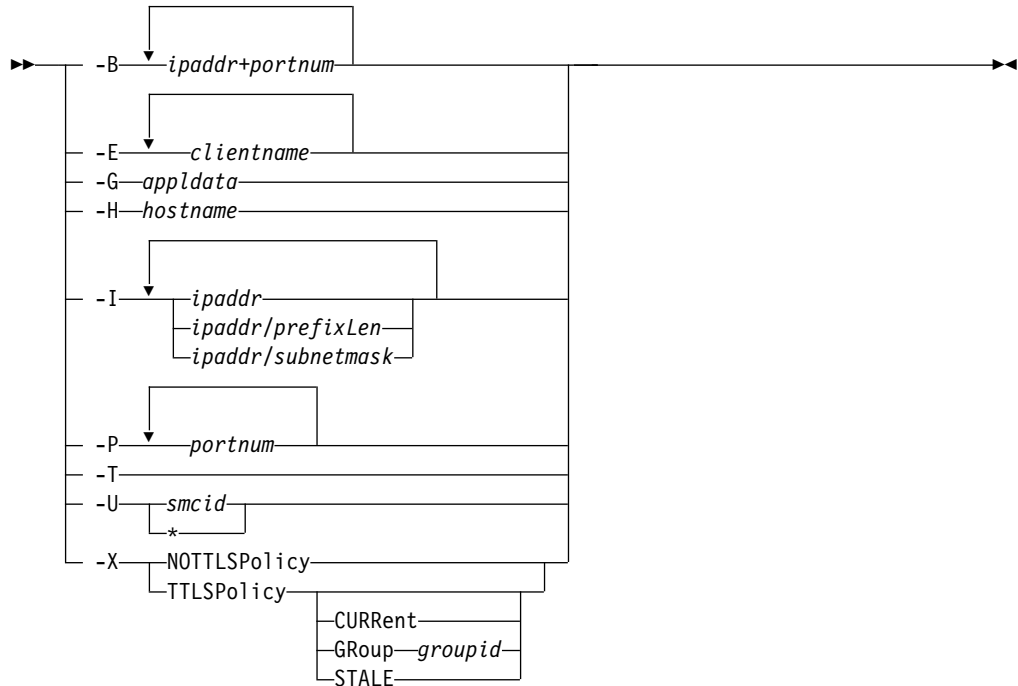 -B ipaddr+portnum
-E clientname
-G appldata
-H hostname
-I ipaddr
ipaddr/prefixLen
ipaddr/subnetmask
-P portnum
-T
-U smcid
*
-X NOTTLSPolicy
TTLSPolicy
CURRent
GRoup groupid
STALE